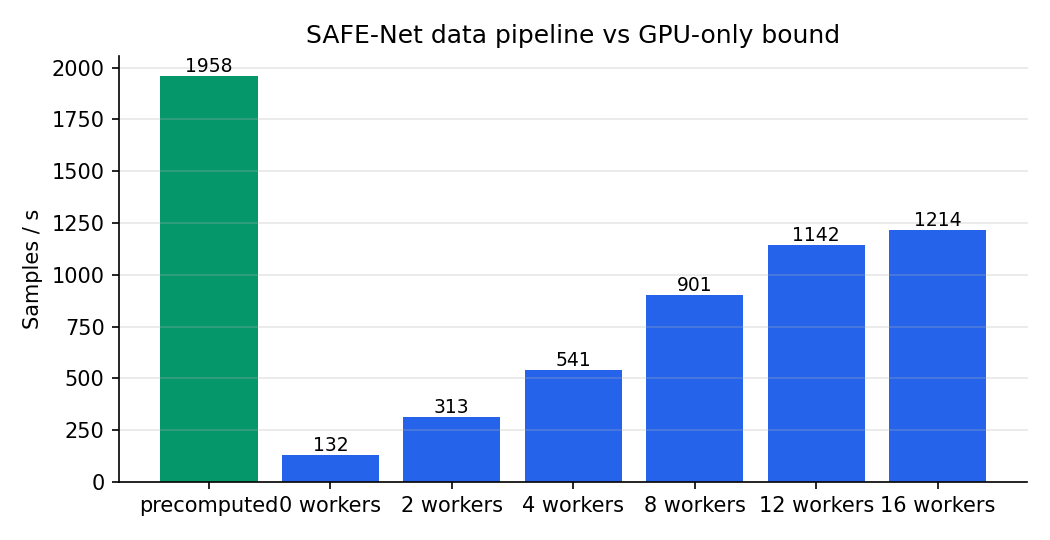 SAFE-Net data pipeline vs GPU-only bound
Samples / s
2000
1750
1500
1250
1000
750
500
250
0
1958
132
313
541
901
1142
1214
precomputed
0 workers
2 workers
4 workers
8 workers
12 workers
16 workers